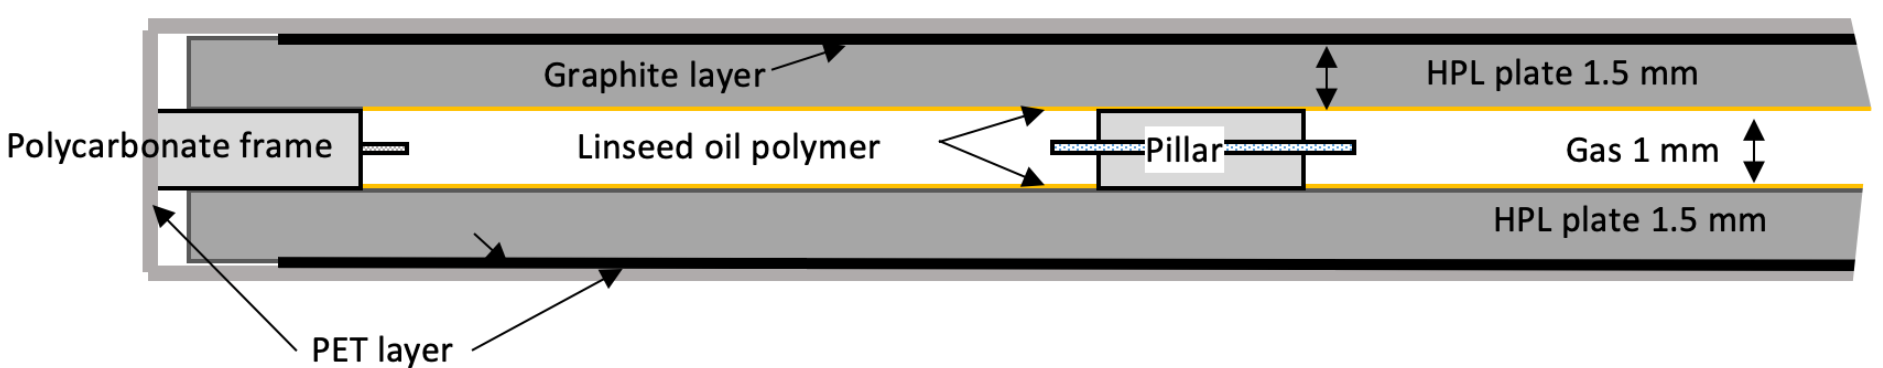 Graphite layer
HPL plate 1.5 mm
Polycarbonate frame
Linseed oil polymer
Pillar
Gas 1 mm
HPL plate 1.5 mm
PET layer